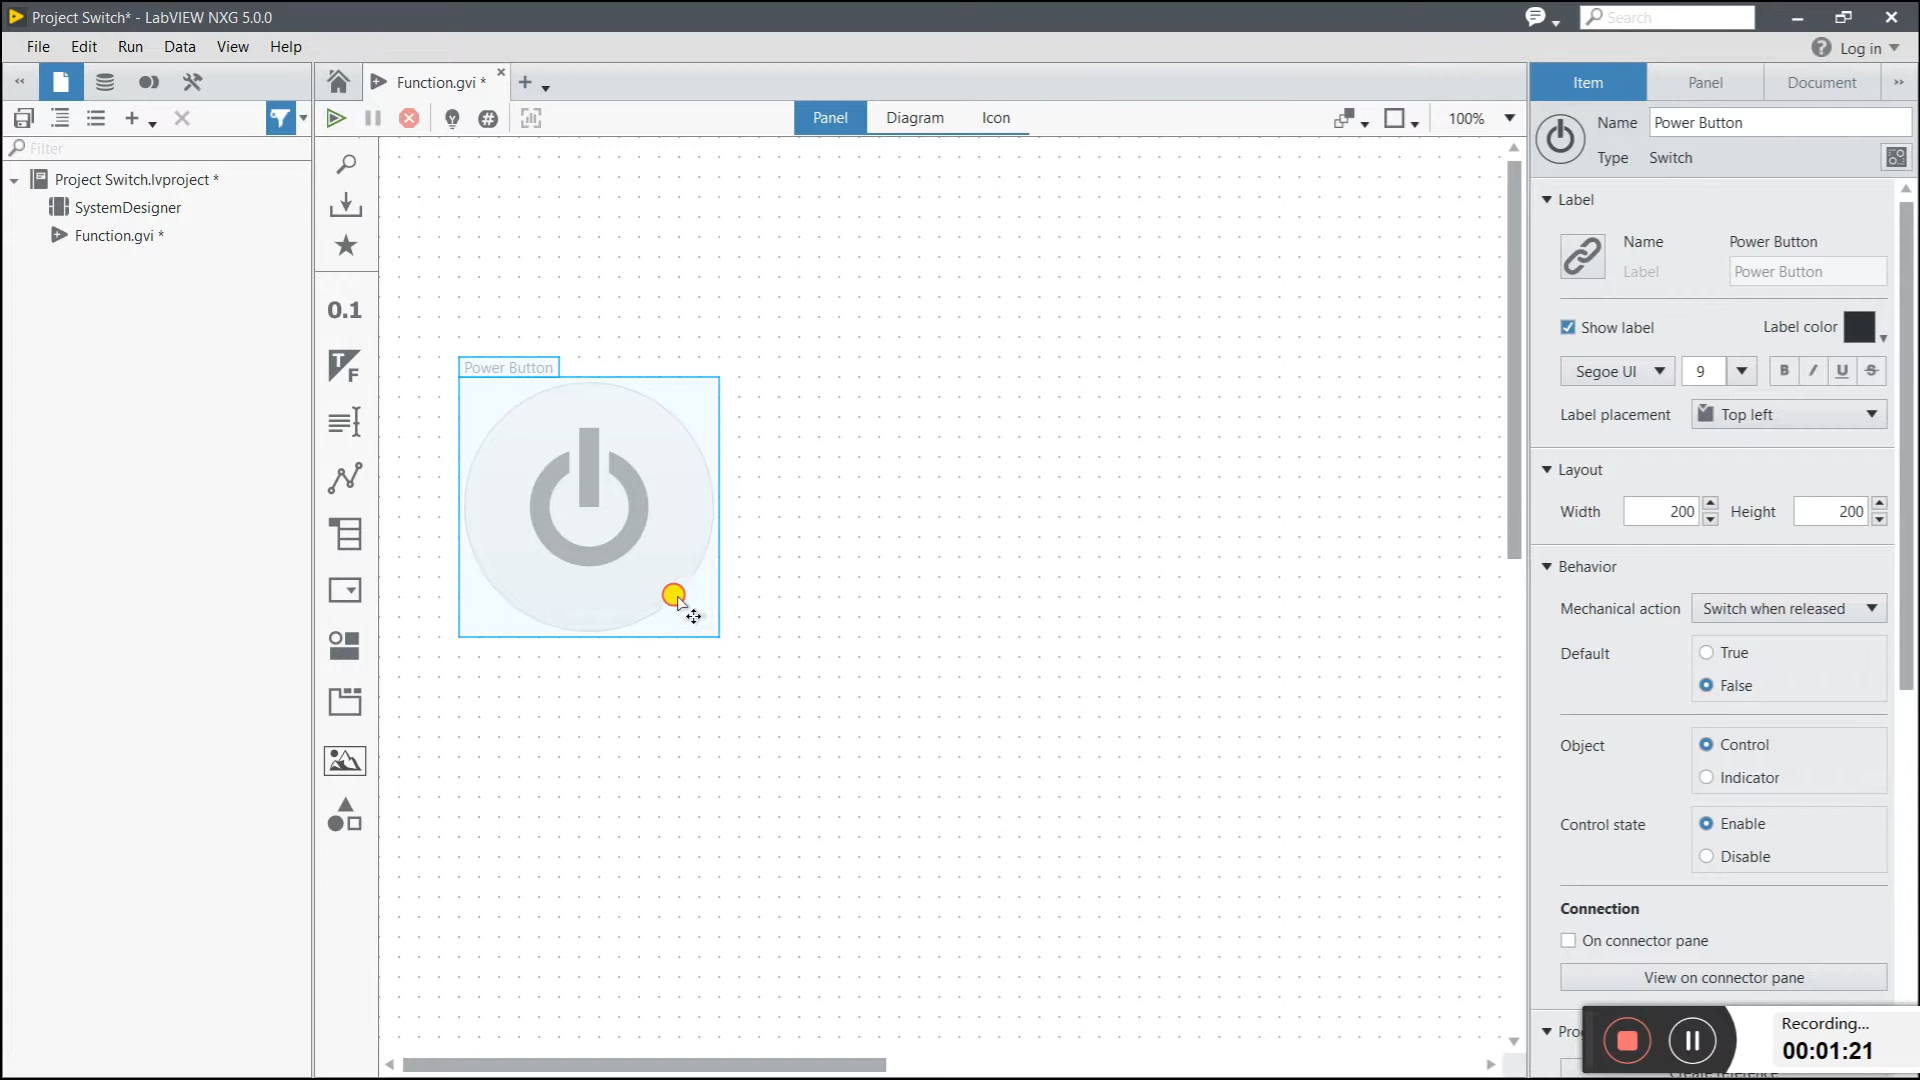 Project Switch* - LabVIEW NXG 5.0.0
Search
File Edit Run Data View Help
Log in
Function.gvi *
Item Panel Document
Panel Diagram Icon
100%
Name Power Button
Type Switch
Filter
Project Switch.lvproject *
SystemDesigner
Function.gvi *
0.1
T
F
Power Button
Label
Name Power Button
Label Power Button
Show label Label color
Segoe UI 9 B I U S
Label placement Top left
Layout
Width 200 Height 200
Behavior
Mechanical action Switch when released
Default True
False
Object Control
Indicator
Control state Enable
Disable
Connection
On connector pane
View on connector pane
Recording...
00:01:21